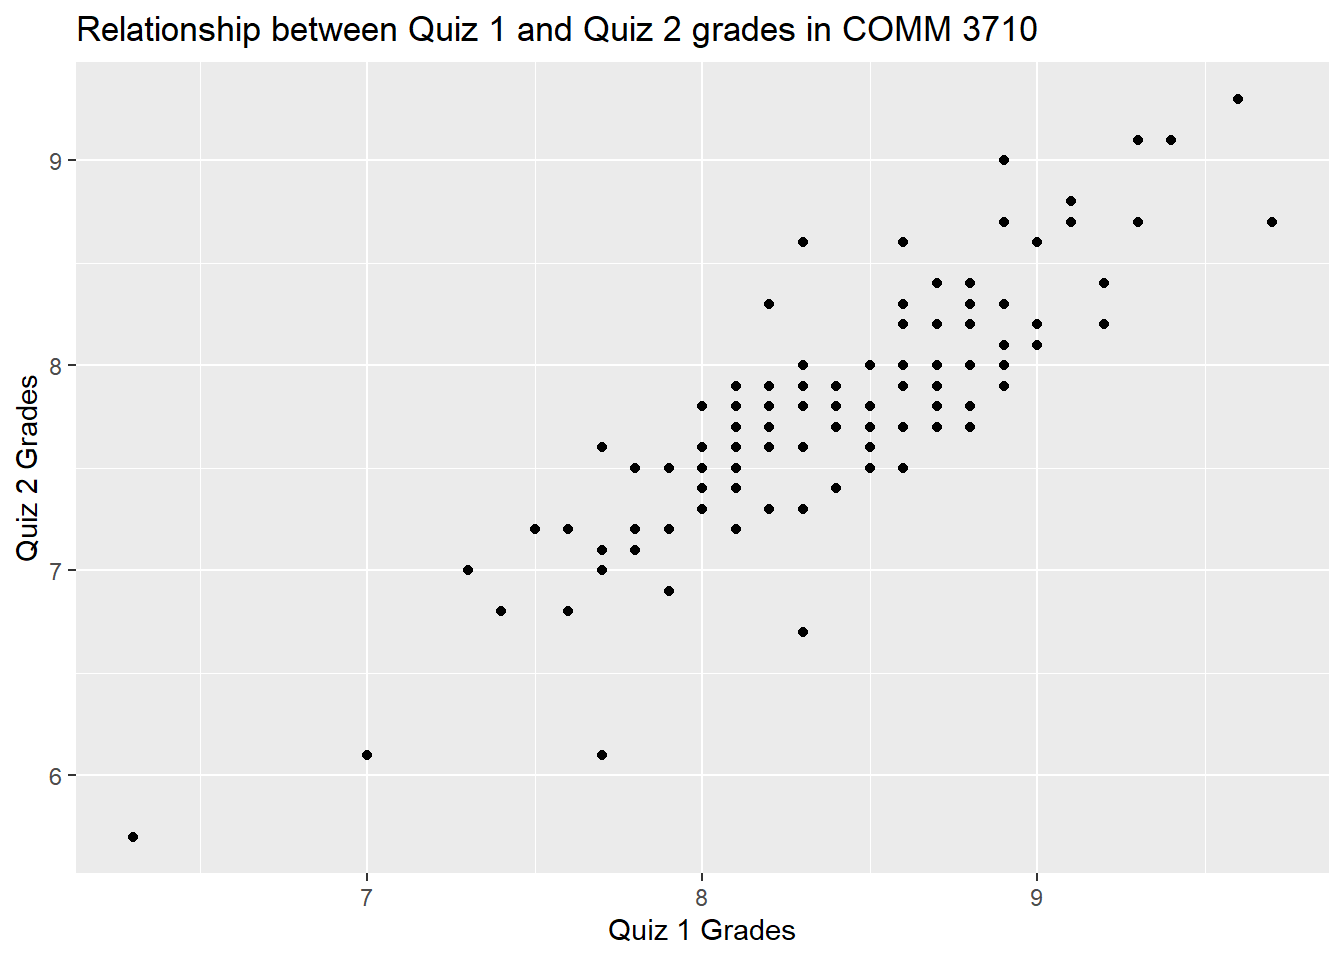 Relationship between Quiz 1 and Quiz 2 grades in COMM 3710
9
8
7
6
Quiz 2 Grades
7 8 9
Quiz 1 Grades